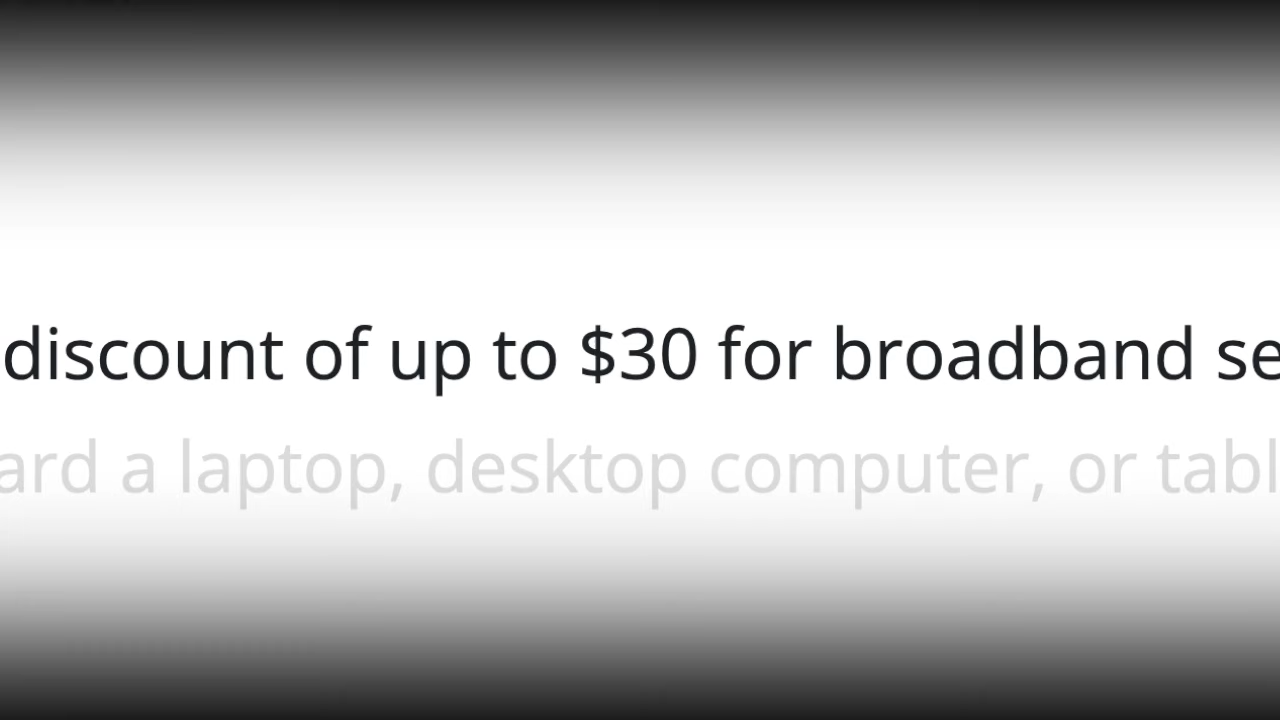 discount of up to $30 for broadband se
ard a laptop, desktop computer, or tabl